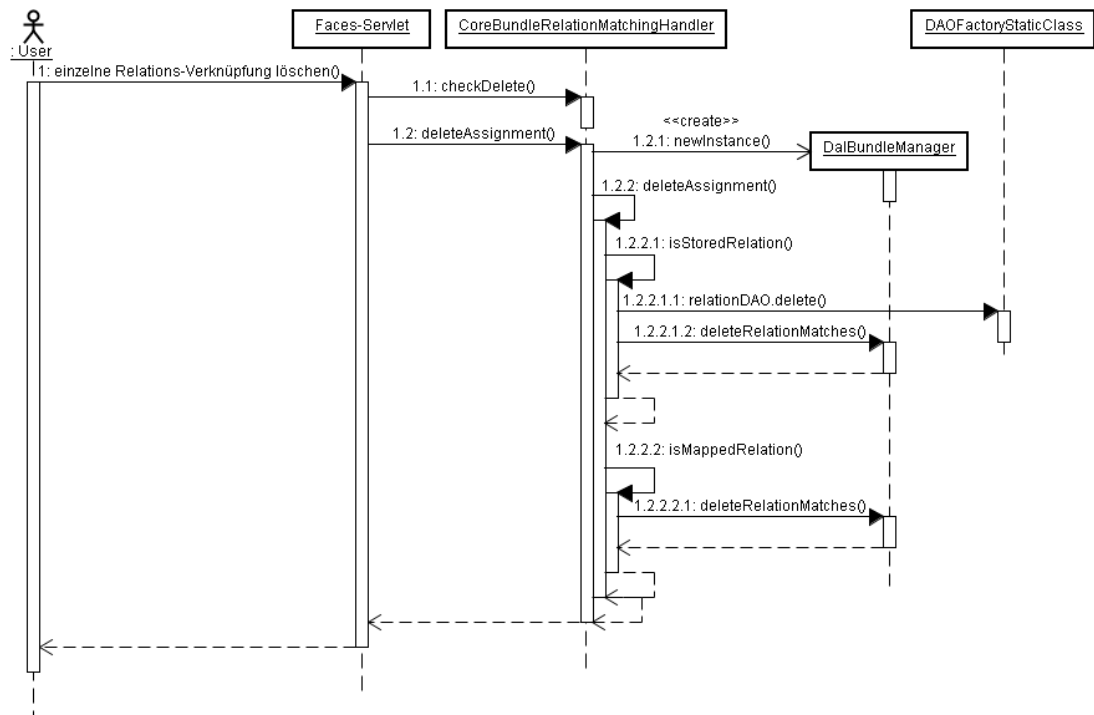 : User
Faces-Servlet
CoreBundleRelationMatchingHandler
DAOFactoryStaticClass
1: einzelne Relations-Verknüpfung löschen()
1.1: checkDelete()
<<create>>
1.2: deleteAssignment()
1.2.1: newInstance()
DalBundleManager
1.2.2: deleteAssignment()
1.2.2.1: isStoredRelation()
1.2.2.1.1: relationDAO.delete()
1.2.2.1.2: deleteRelationMatches()
1.2.2.2: isMappedRelation()
1.2.2.2.1: deleteRelationMatches()